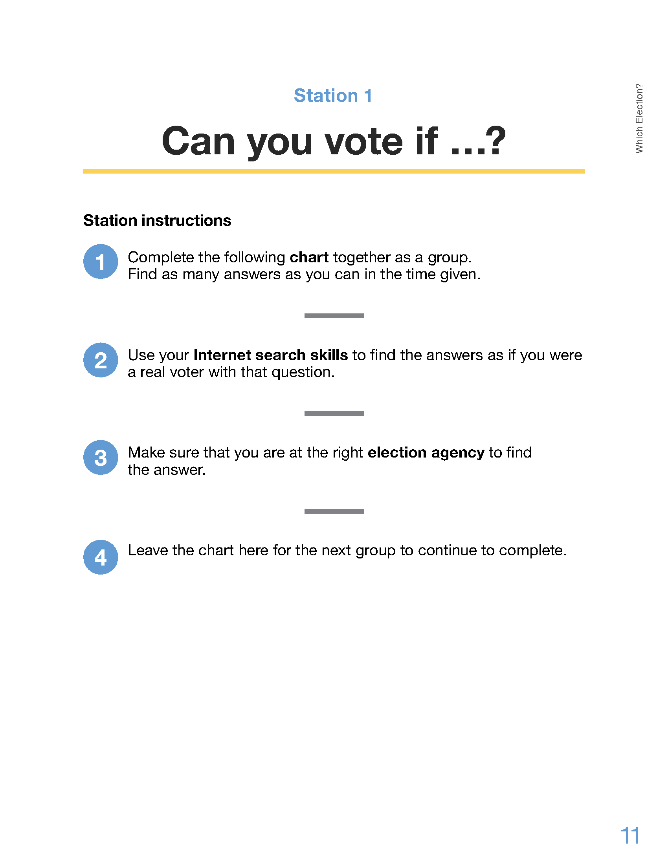 Station 1
Can you vote if …?
Which Election?
Station instructions
1
Complete the following chart together as a group.
Find as many answers as you can in the time given.
2
Use your Internet search skills to find the answers as if you were
a real voter with that question.
3
Make sure that you are at the right election agency to find
the answer.
4
Leave the chart here for the next group to continue to complete.
11